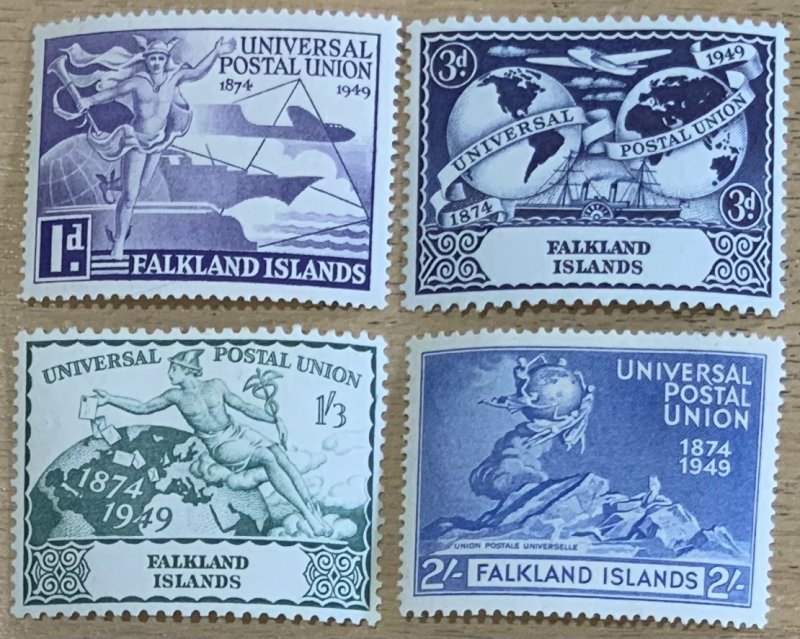 UNIVERSAL
POSTAL UNION
1874 1949
1d.
FALKLAND ISLANDS
3d.
1949
UNIVERSAL POSTAL UNION
1874
3d.
FALKLAND
ISLANDS
UNIVERSAL POSTAL UNION
1/3
1874
1949
FALKLAND
ISLANDS
UNIVERSAL
POSTAL
UNION
1874
1949
UNION POSTALE UNIVERSELLE
2/- FALKLAND ISLANDS 2/-